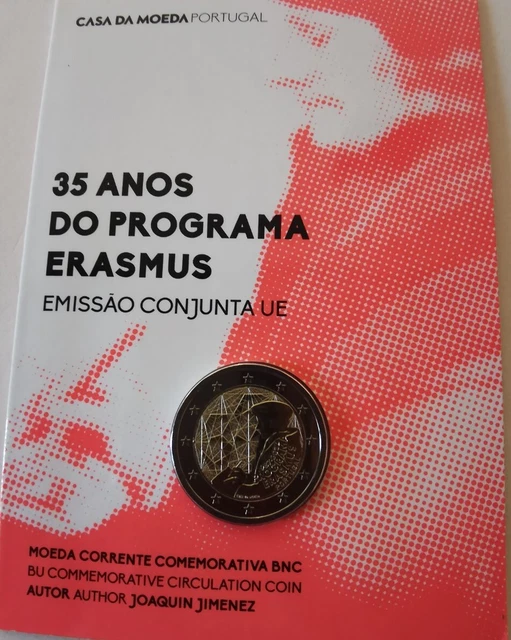 CASA DA MOEDA PORTUGAL
35 ANOS
DO PROGRAMA
ERASMUS
EMISSÃO CONJUNTA UE
MOEDA CORRENTE COMEMORATIVA BNC
BU COMMEMORATIVE CIRCULATION COIN
AUTOR AUTHOR JOAQUIN JIMENEZ